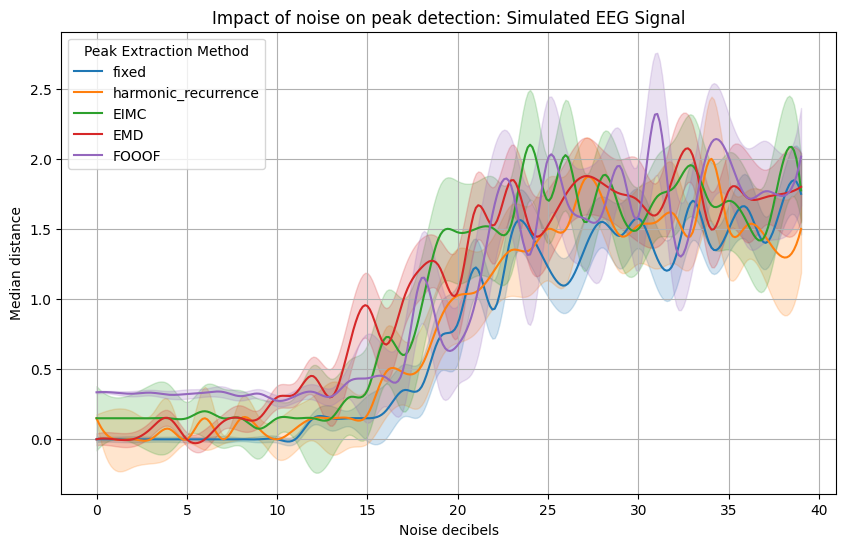 Impact of noise on peak detection: Simulated EEG Signal
Peak Extraction Method
fixed
harmonic_recurrence
EIMC
EMD
FOOOF
Median distance
2.5
2.0
1.5
1.0
0.5
0.0
0 5 10 15 20 25 30 35 40
Noise decibels